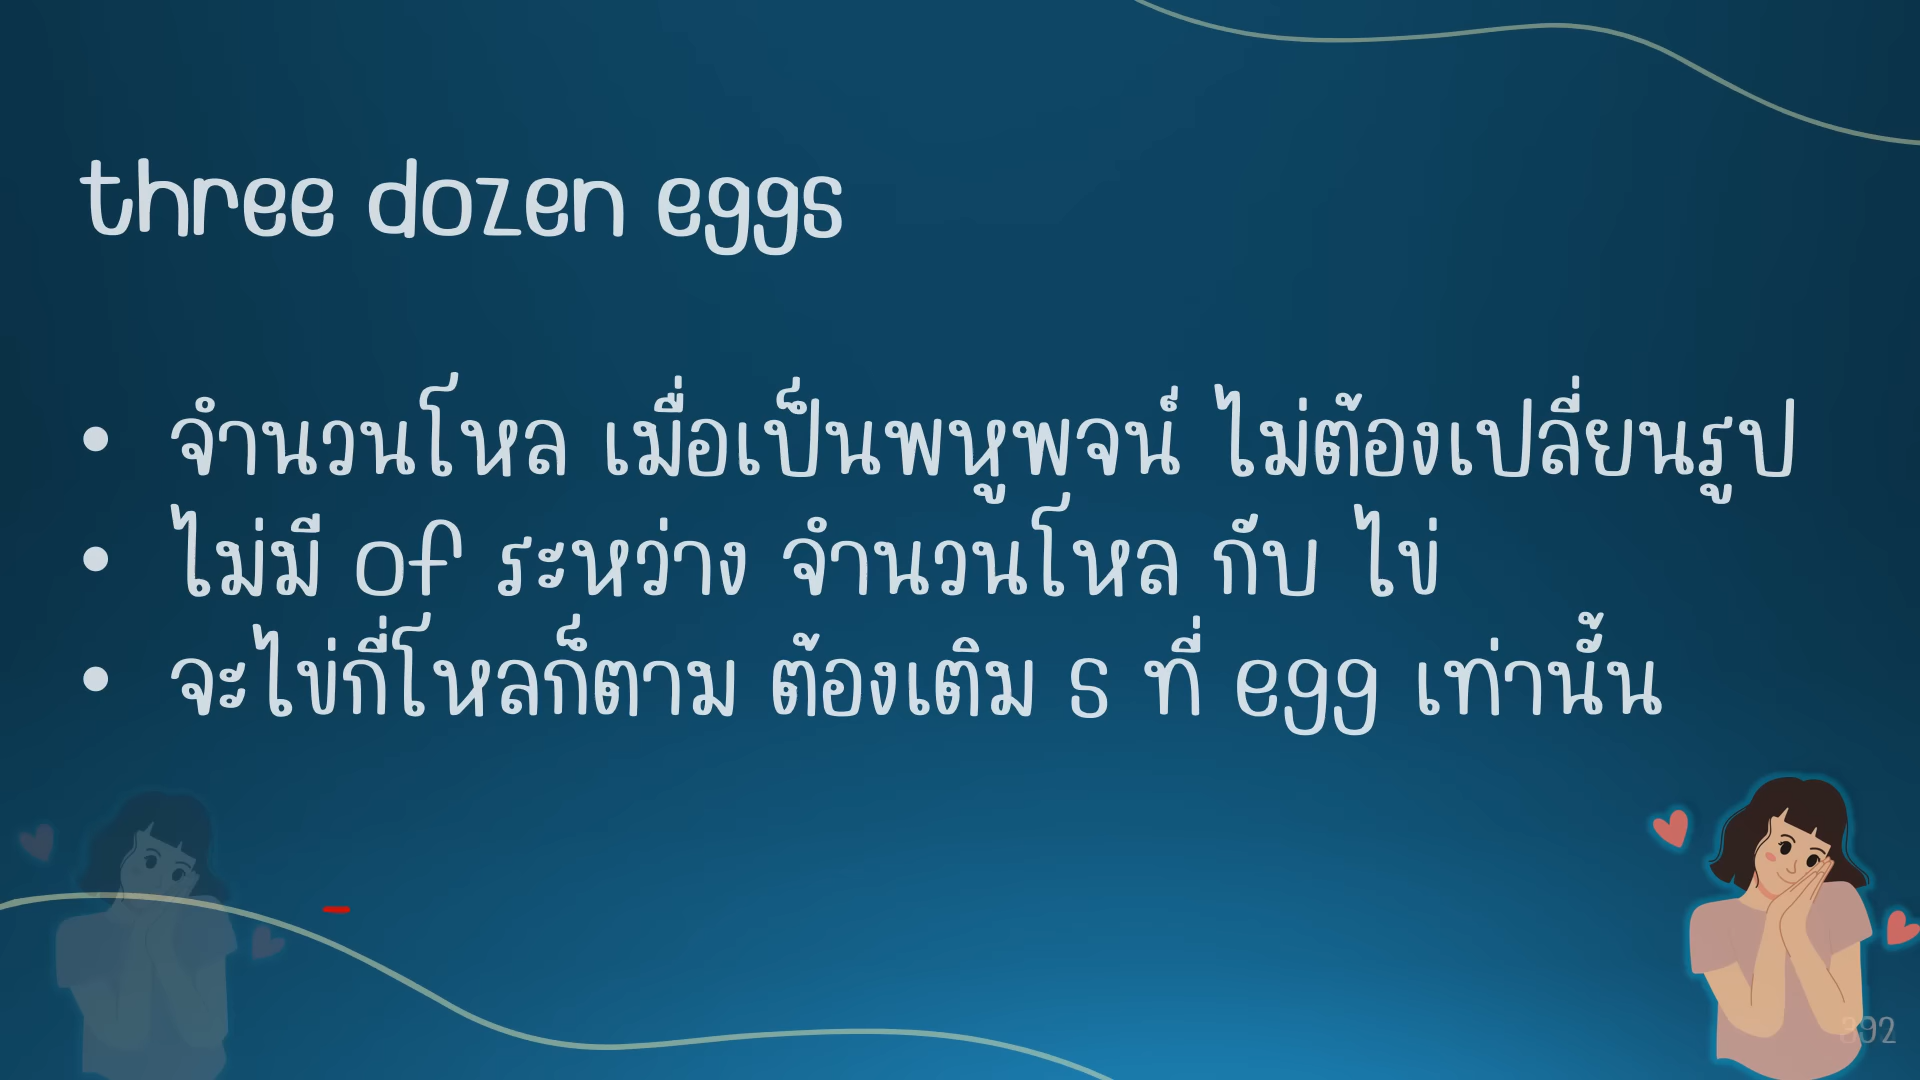 three dozen eggs
• จำนวนโหล เมื่อเป็นพหูพจน์ ไม่ต้องเปลี่ยนรูป
• ไม่มี of ระหว่าง จำนวนโหล กับ ไข่
• จะไข่กี่โหลก็ตาม ต้องเติม s ที่ egg เท่านั้น
392